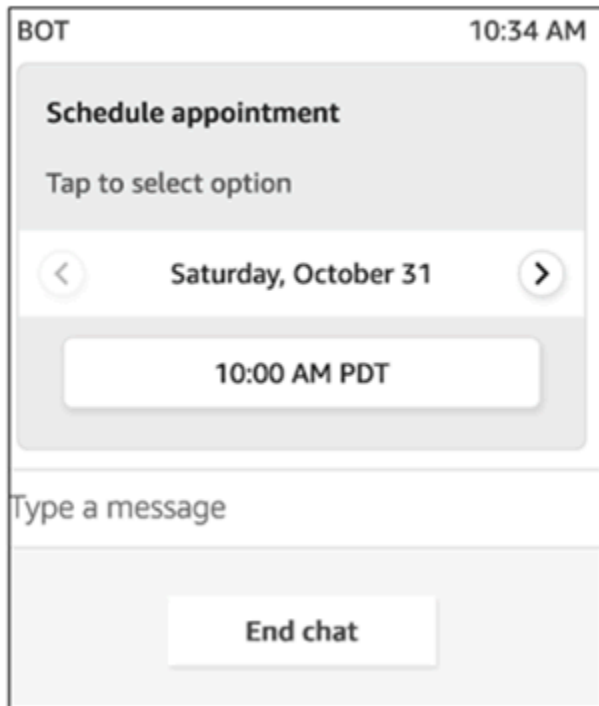 BOT 10:34 AM
Schedule appointment
Tap to select option
Saturday, October 31
10:00 AM PDT
Type a message
End chat